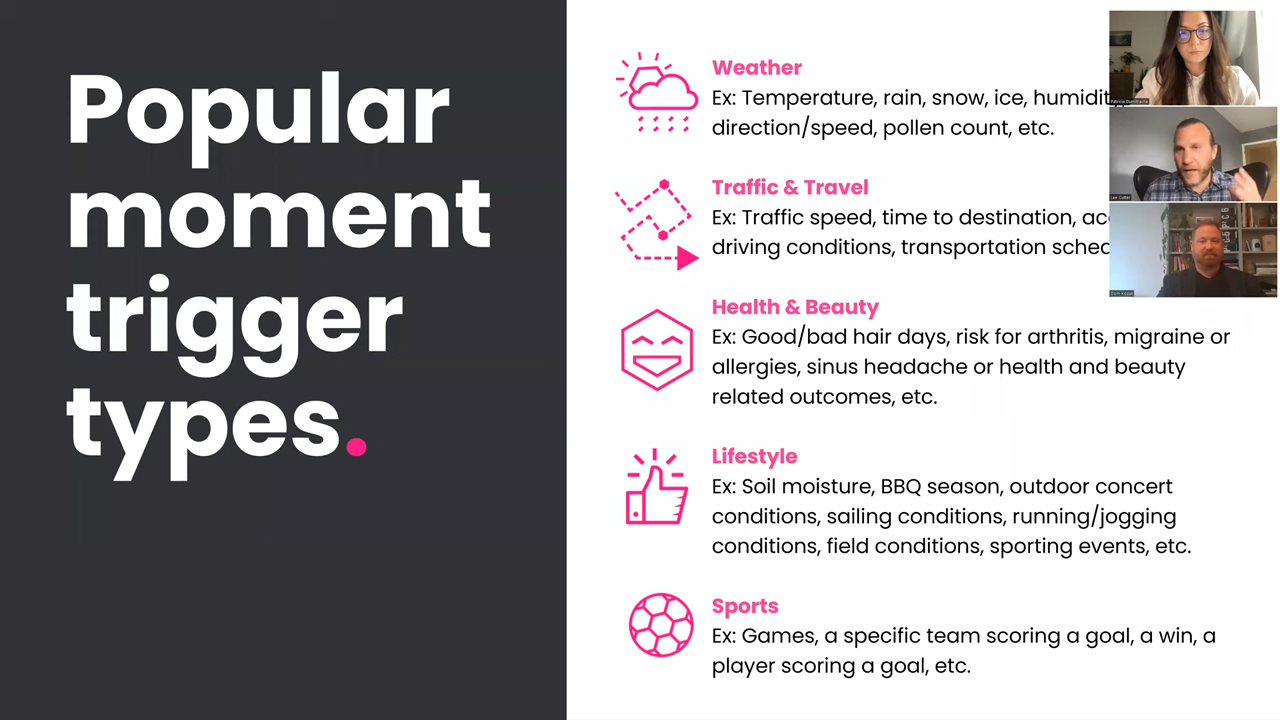 Popular
moment
trigger
types.
Weather
Ex: Temperature, rain, snow, ice,
direction/speed, pollen count, etc.
Traffic & Travel
Ex: Traffic speed, time to destination,
driving conditions, transportation
Health & Beauty
Ex: Good/bad hair days, risk for arthritis, migraine or
allergies, sinus headache or health and beauty
related outcomes, etc.
Lifestyle
Ex: Soil moisture, BBQ season, outdoor concert
conditions, sailing conditions, running/jogging
conditions, field conditions, sporting events, etc.
Sports
Ex: Games, a specific team scoring a goal, a win, a
player scoring a goal, etc.